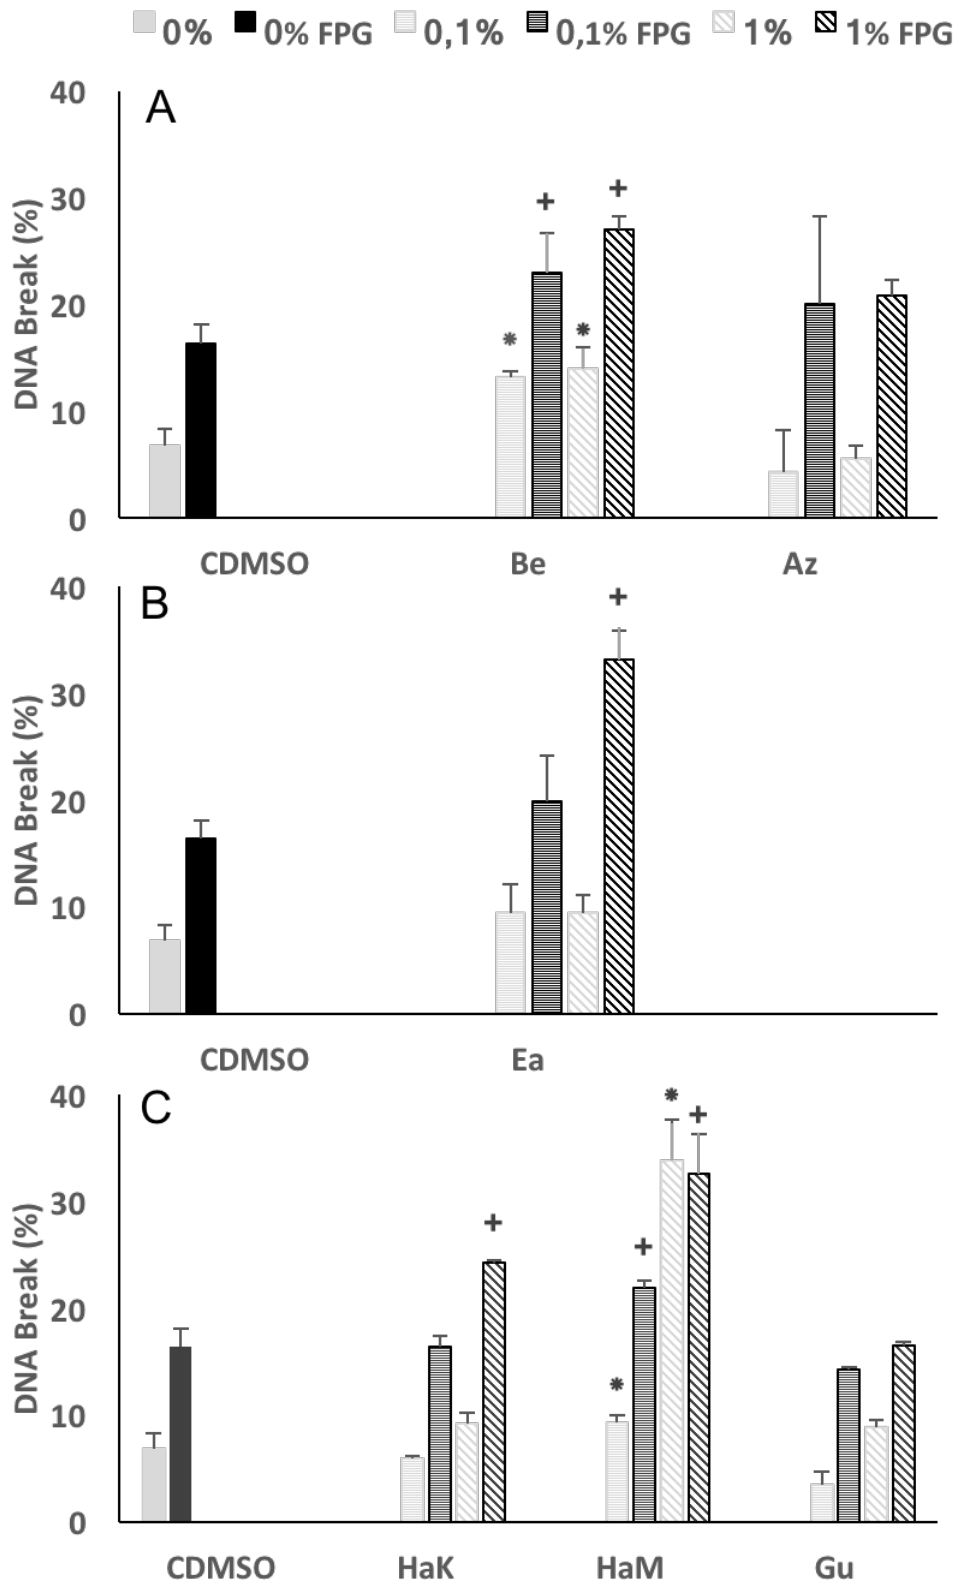 0% 0% FPG 0,1% 0,1% FPG 1% 1% FPG
A
DNA Break (%)
40
30
20
10
0
+ +
* *
CDMSO Be Az
B
DNA Break (%)
40
30
20
10
0
+
CDMSO Ea
C
DNA Break (%)
40
30
20
10
0
* +
+ +
*
CDMSO HaK HaM Gu